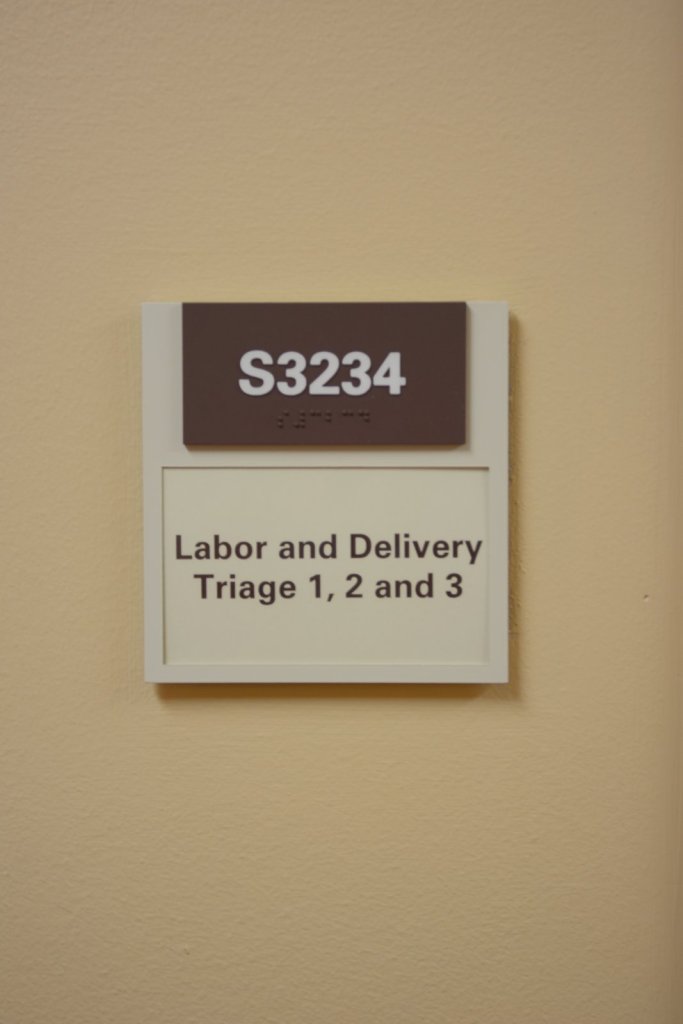 S3234
Labor and Delivery
Triage 1, 2 and 3